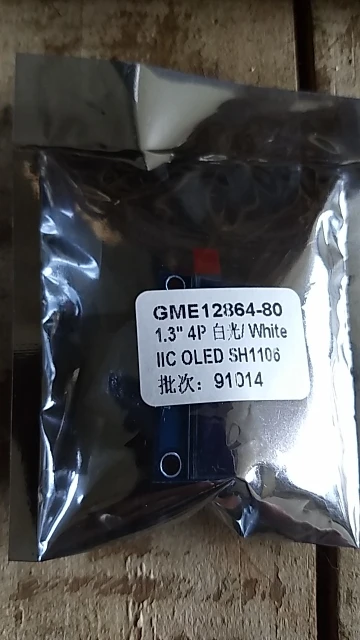 GME12864-80
1.3" 4P 白光/ White
IIC OLED SH1106
批次：91014